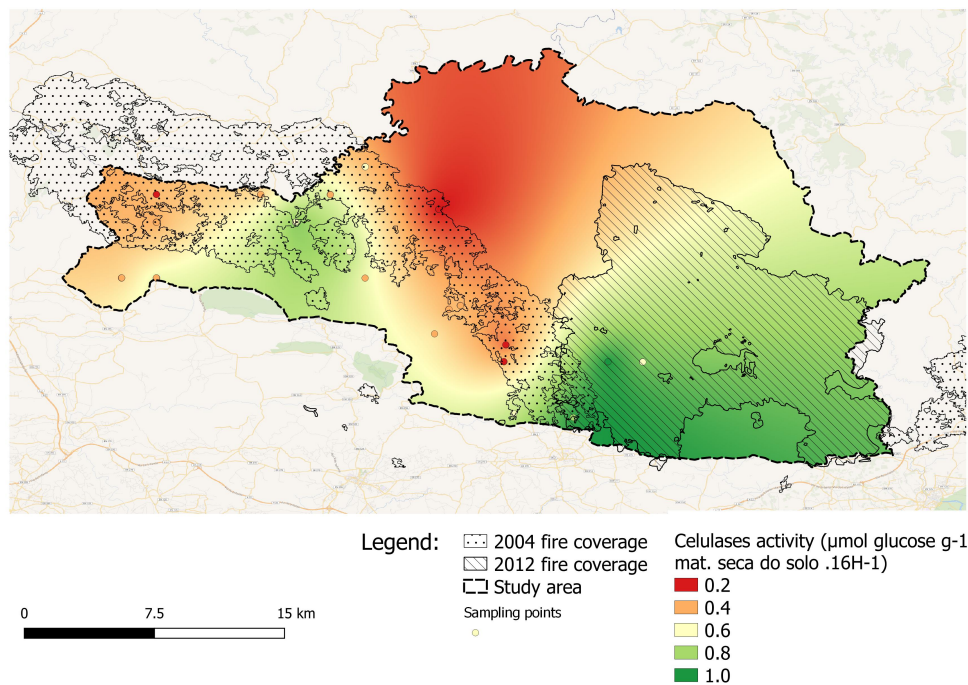 Legend:
2004 fire coverage
2012 fire coverage
Study area
Sampling points
Celulases activity (µmol glucose g-1
mat. seca do solo .16H-1)
0.2
0.4
0.6
0.8
1.0
0 7.5 15 km